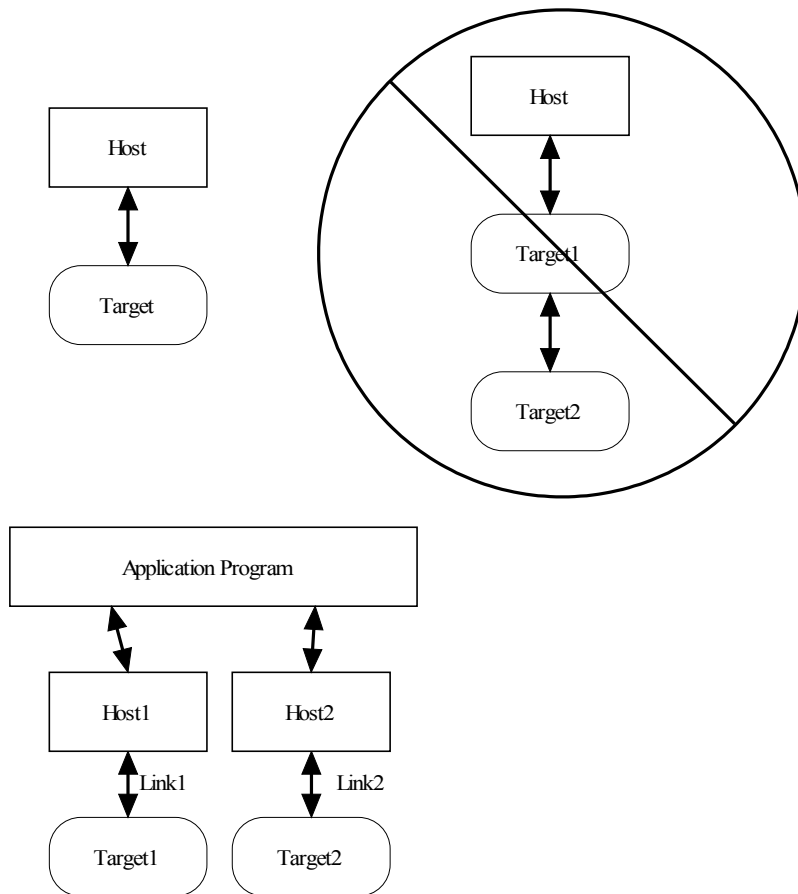 Host
Target
Host
Target1
Target2
Application Program
Host1
Host2
Link1
Link2
Target1
Target2